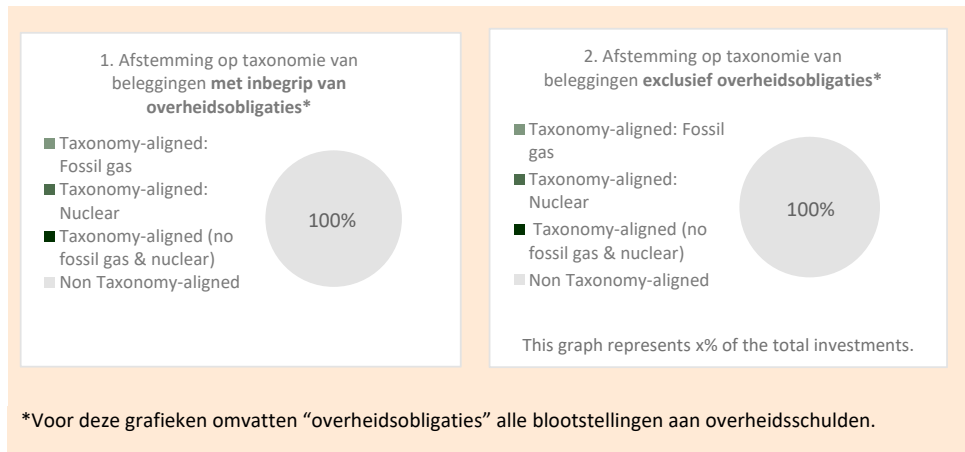 1. Afstemming op taxonomie van
beleggingen met inbegrip van
overheidsobligaties*
Taxonomy-aligned:
Fossil gas
Taxonomy-aligned:
Nuclear
Taxonomy-aligned (no
fossil gas & nuclear)
Non Taxonomy-aligned
100%
2. Afstemming op taxonomie van
beleggingen exclusief overheidsobligaties*
Taxonomy-aligned: Fossil
gas
Taxonomy-aligned:
Nuclear
Taxonomy-aligned (no
fossil gas & nuclear)
Non Taxonomy-aligned
100%
This graph represents x% of the total investments.
*Voor deze grafieken omvatten “overheidsobligaties” alle blootstellingen aan overheidsschulden.